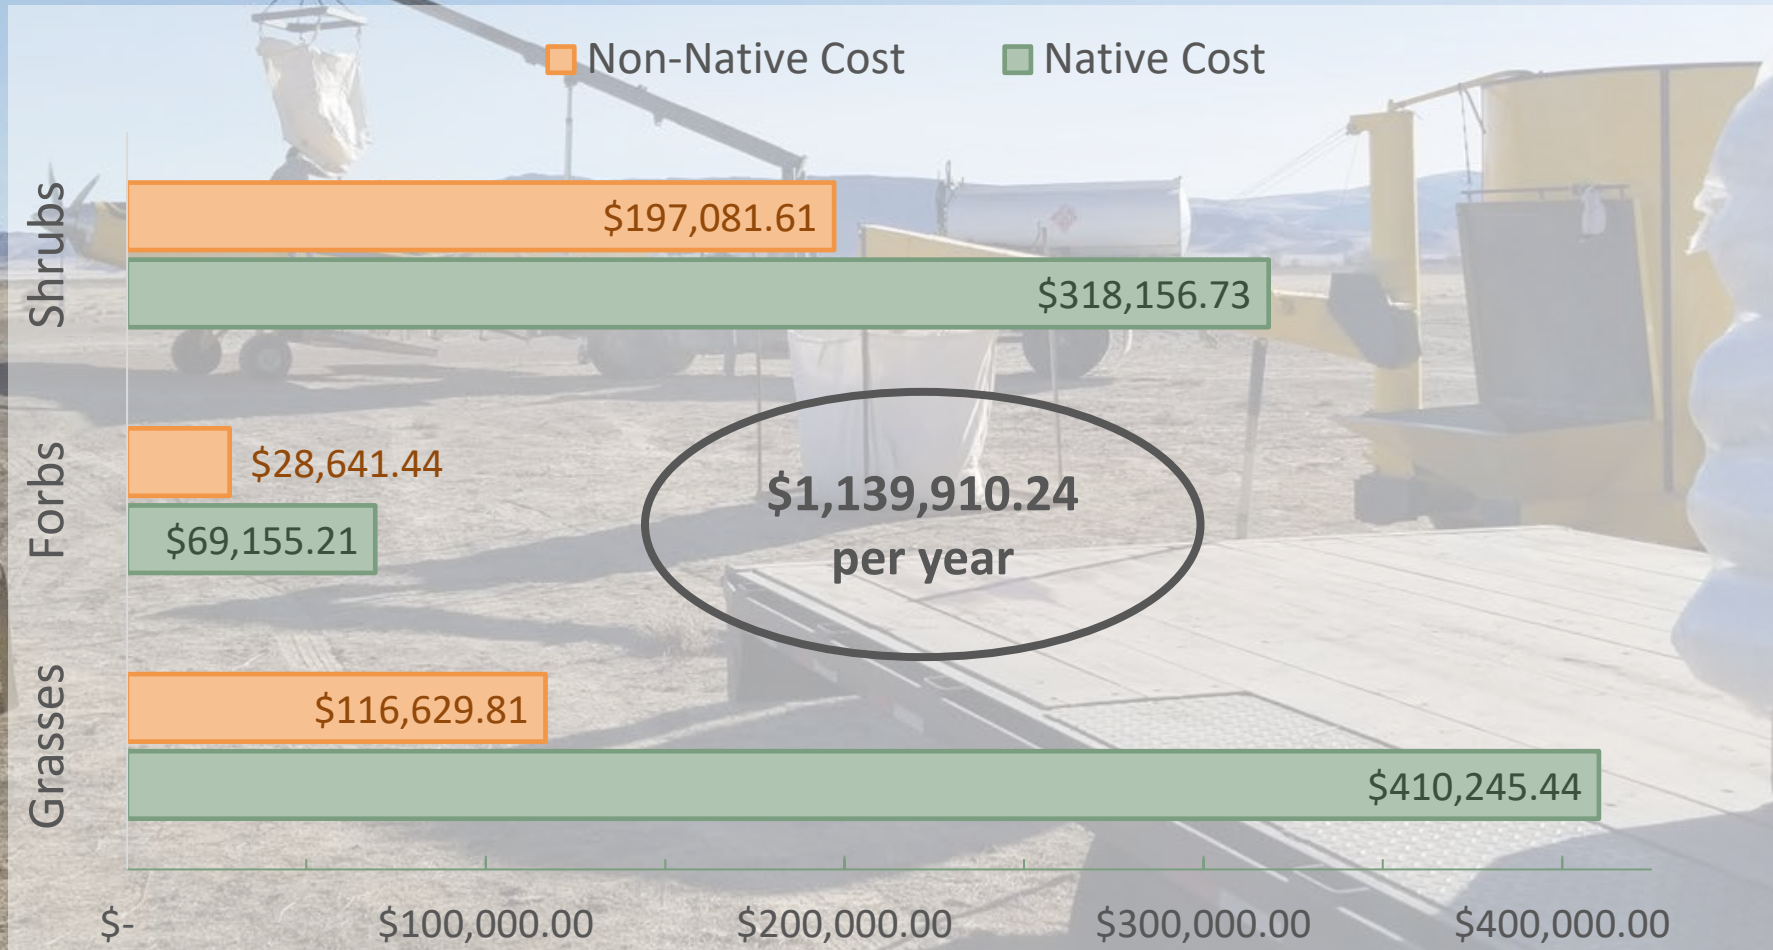 Non-Native Cost
Native Cost
Shrubs
$197,081.61
$318,156.73
Forbs
$28,641.44
$69,155.21
$1,139,910.24
per year
Grasses
$116,629.81
$410,245.44
$-
$100,000.00
$200,000.00
$300,000.00
$400,000.00